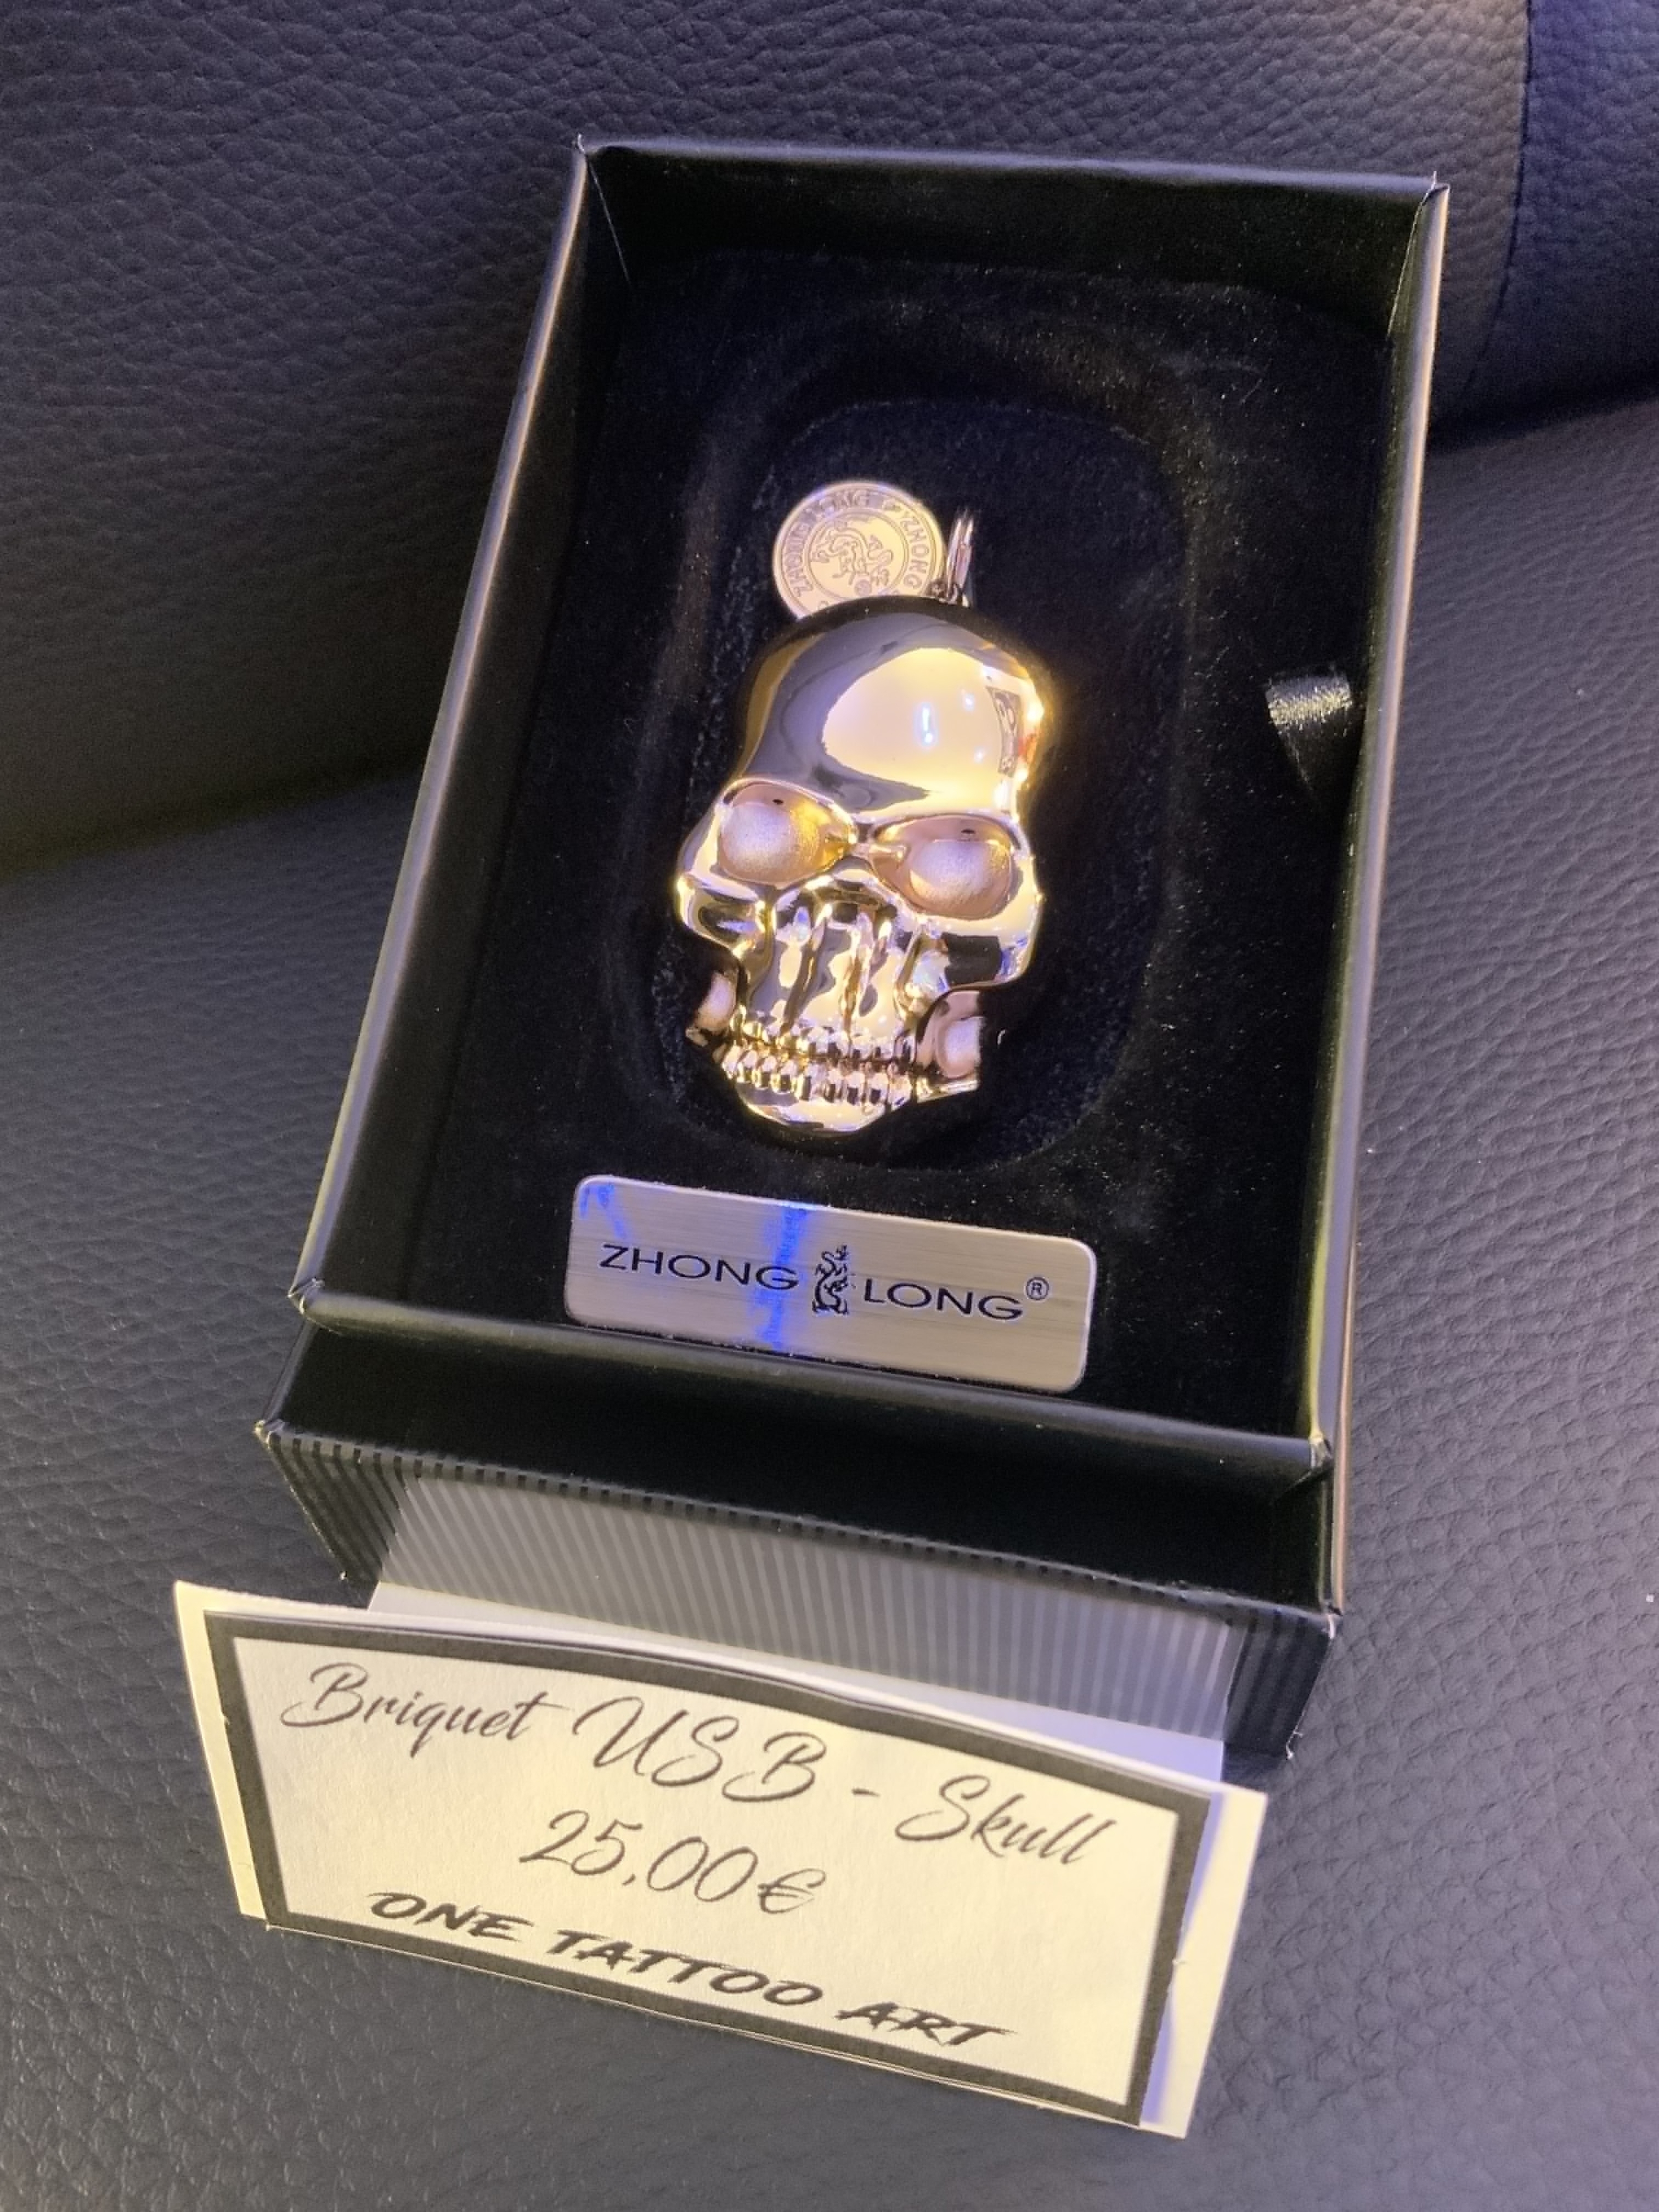 ZHONG LONG®
Briquet USB - Skull
25,00€
ONE TATTOO ART